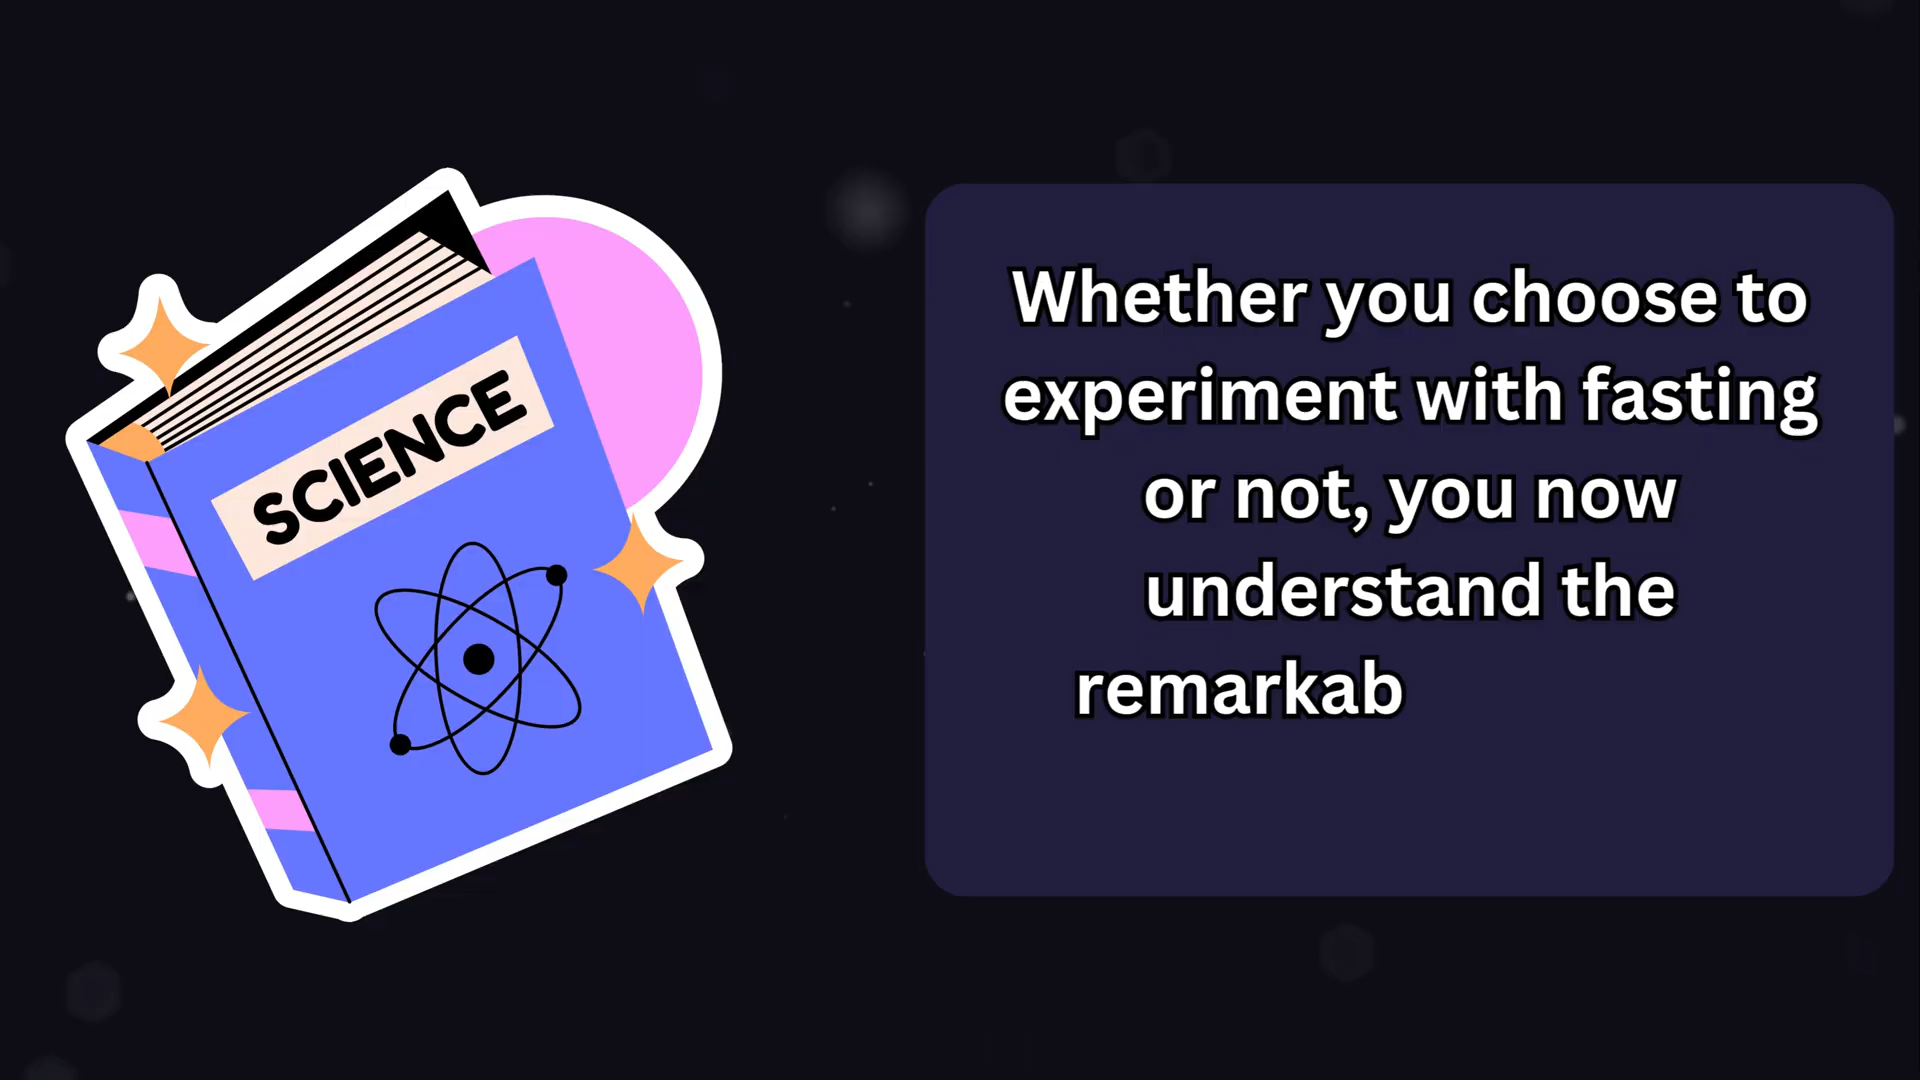 SCIENCE
Whether you choose to
experiment with fasting
or not, you now
understand the
remarkab